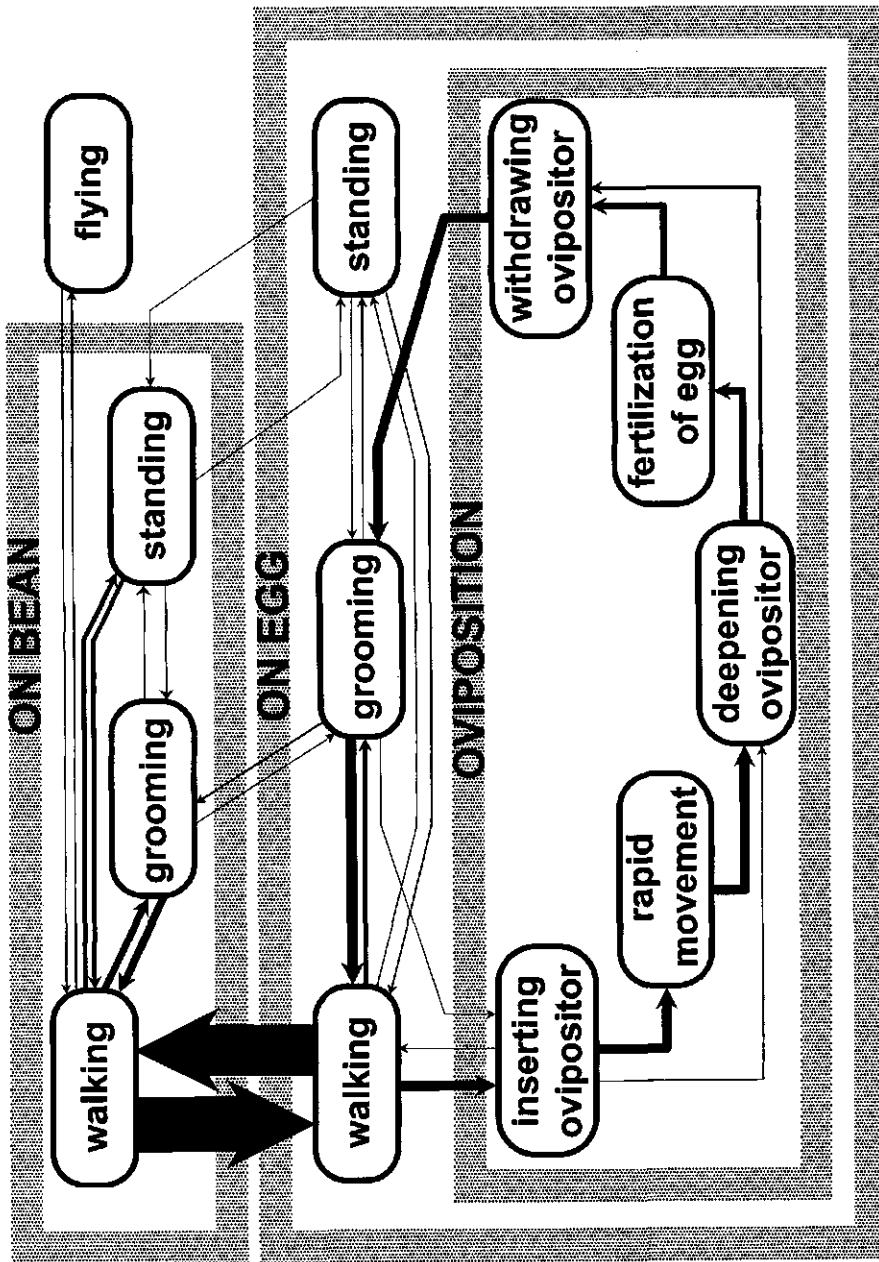 ON BEAN
walking
flying
grooming
standing
ON EGG
walking
grooming
standing
OVIPOSITION
inserting
ovipositor
withdrawing
ovipositor
rapid
movement
fertilization
of egg
deepening
ovipositor